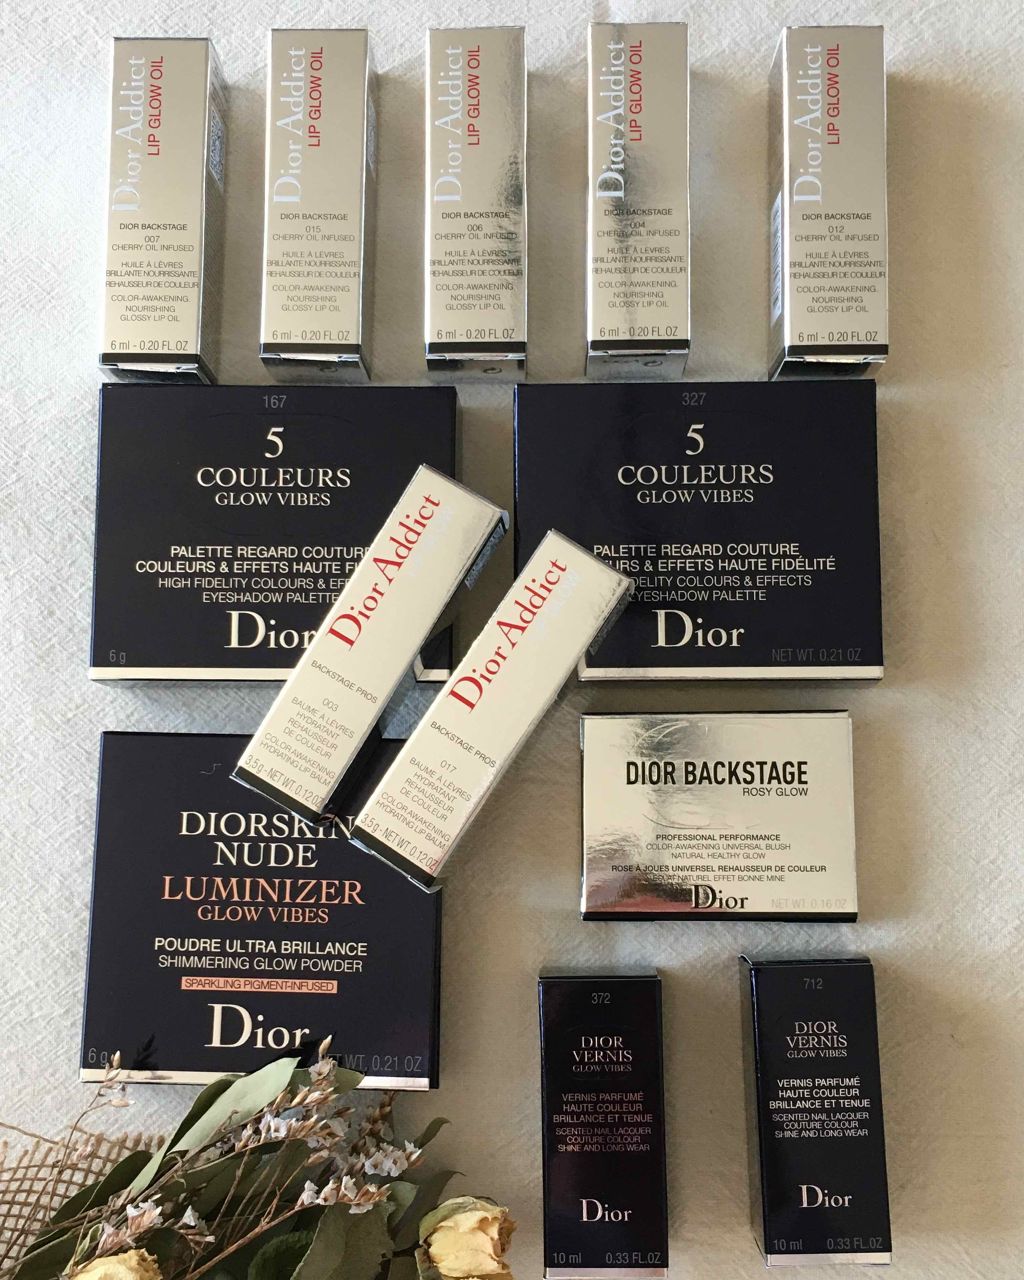 Dior Addict
LIP GLOW OIL
DIOR BACKSTAGE
007
CHERRY OIL INFUSED
HUILE À LÈVRES
BRILLANTE NOURRISSANTE
REHAUSSEUR DE COULEUR
COLOR-AWAKENING
NOURISHING
GLOSSY LIP OIL
6 ml - 0.20 FL.OZ
Dior Addict
LIP GLOW OIL
DIOR BACKSTAGE
015
CHERRY OIL INFUSED
HUILE À LÈVRES
BRILLANTE NOURRISSANTE
REHAUSSEUR DE COULEUR
COLOR-AWAKENING
NOURISHING
GLOSSY LIP OIL
6 ml - 0.20 FL.OZ
Dior Addict
LIP GLOW OIL
DIOR BACKSTAGE
006
CHERRY OIL INFUSED
HUILE À LÈVRES
BRILLANTE NOURRISSANTE
REHAUSSEUR DE COULEUR
COLOR-AWAKENING
NOURISHING
GLOSSY LIP OIL
6 ml - 0.20 FL.OZ
Dior Addict
LIP GLOW OIL
DIOR BACKSTAGE
004
CHERRY OIL INFUSED
HUILE À LÈVRES
BRILLANTE NOURRISSANTE
REHAUSSEUR DE COULEUR
COLOR-AWAKENING
NOURISHING
GLOSSY LIP OIL
6 ml - 0.20 FL.OZ
Dior Addict
LIP GLOW OIL
DIOR BACKSTAGE
012
CHERRY OIL INFUSED
HUILE À LÈVRES
BRILLANTE NOURRISSANTE
REHAUSSEUR DE COULEUR
COLOR-AWAKENING
NOURISHING
GLOSSY LIP OIL
6 ml - 0.20 FL.OZ
167
5
COULEURS
GLOW VIBES
PALETTE REGARD COUTURE
COULEURS & EFFETS HAUTE
HIGH FIDELITY COLOURS &
EYESHADOW PALETTE
Dior
6 g
327
5
COULEURS
GLOW VIBES
PALETTE REGARD COUTURE
& EFFETS HAUTE FIDÉLITÉ
COLOURS & EFFECTS
EYESHADOW PALETTE
Dior
NET WT. 0.21 OZ
Dior Addict
BACKSTAGE PROS
003
BAUME À LÈVRES
HYDRATANT
REHAUSSEUR
DE COULEUR
COLOR AWAKENING
HYDRATING LIP BALM
3,5 g - NET WT. 0.12 OZ
Dior Addict
BACKSTAGE PROS
017
BAUME À LÈVRES
HYDRATANT
REHAUSSEUR
DE COULEUR
COLOR AWAKENING
HYDRATING LIP BALM
3,5 g - NET WT. 0.12 OZ
DIORSKIN
NUDE
LUMINIZER
GLOW VIBES
POUDRE ULTRA BRILLANCE
SHIMMERING GLOW POWDER
SPARKLING PIGMENT-INFUSED
Dior
6 g
NET WT. 0.21 OZ
DIOR BACKSTAGE
ROSY GLOW
PROFESSIONAL PERFORMANCE
COLOR-AWAKENING UNIVERSAL BLUSH
NATURAL HEALTHY GLOW
ROSE À JOUES UNIVERSEL REHAUSSEUR DE COULEUR
ÉCLAT NATUREL EFFET BONNE MINE
Dior
NET WT. 0.16 OZ
372
DIOR
VERNIS
GLOW VIBES
VERNIS PARFUMÉ
HAUTE COULEUR
BRILLANCE ET TENUE
SCENTED NAIL LACQUER
COUTURE COLOUR
SHINE AND LONG WEAR
Dior
10 ml 0.33 FL.OZ
712
DIOR
VERNIS
GLOW VIBES
VERNIS PARFUMÉ
HAUTE COULEUR
BRILLANCE ET TENUE
SCENTED NAIL LACQUER
COUTURE COLOUR
SHINE AND LONG WEAR
Dior
10 ml 0.33 FL.OZ